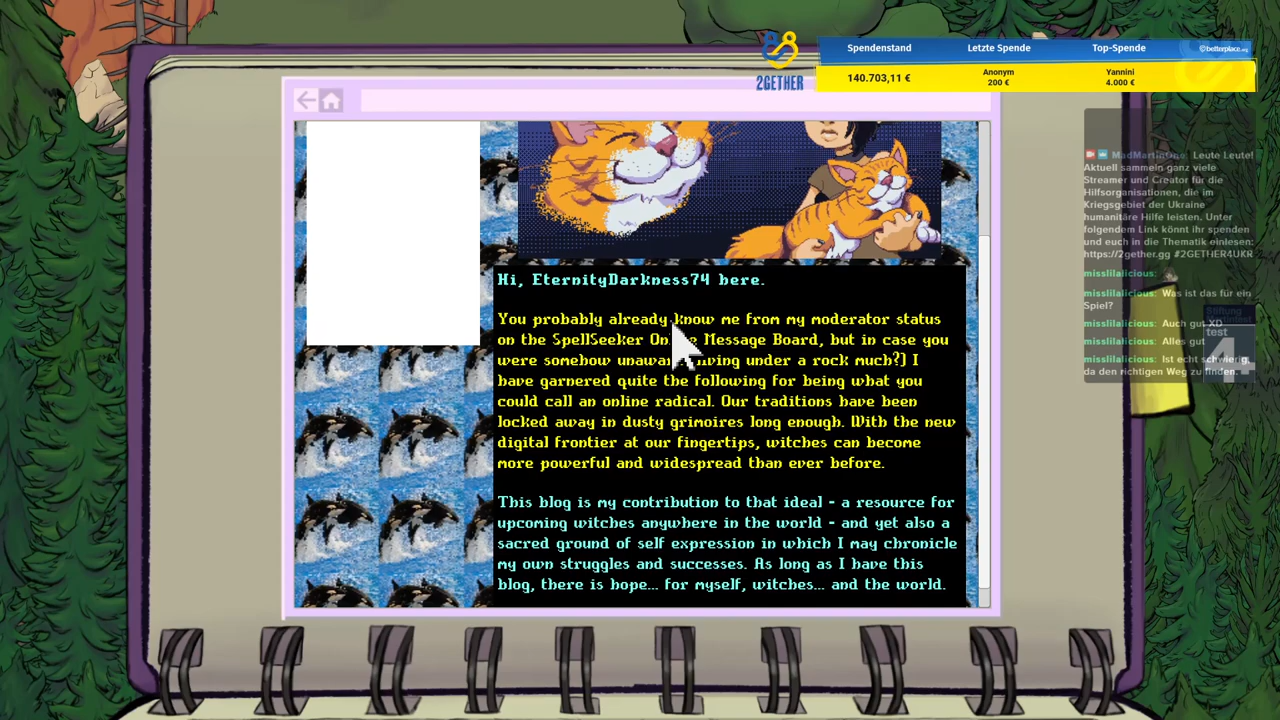 2GETHER
Spendenstand
Letzte Spende
Top-Spende
©betterplace.org
140.703,11 €
Anonym
200 €
Yannini
4.000 €
MadMartinOne: Leute Leute!
Aktuell sammeln ganz viele
Streamer und Creator für die
Hilfsorganisationen, die im
Kriegsgebiet der Ukraine
humanitäre Hilfe leisten. Unter
folgendem Link könnt ihr spenden
und euch in die Thematik einlesen:
https://2gether.gg #2GETHER4UKR
misslilalicious:
misslilalicious: Was ist das für ein
Spiel?
misslilalicious: Auch gut XD
misslilalicious: Alles gut
misslilalicious: Ist echt schwierig,
da den richtigen Weg zu finden.
Stiftung
test
4
Hi, EternityDarkness74 here.
You probably already know me from my moderator status
on the SpellSeeker Message Board, but in case you
were somehow living under a rock much?) I
have garnered quite the following for being what you
could call an online radical. Our traditions have been
locked away in dusty grimoires long enough. With the new
digital frontier at our fingertips, witches can become
more powerful and widespread than ever before.
This blog is my contribution to that ideal - a resource for
upcoming witches anywhere in the world - and yet also a
sacred ground of self expression in which I may chronicle
my own struggles and successes. As long as I have this
blog, there is hope... for myself, witches... and the world.